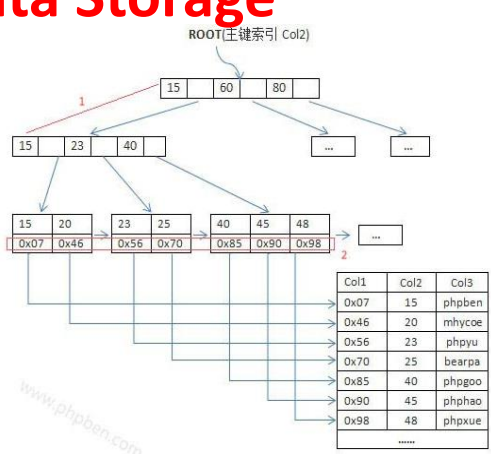 ta Storage
ROOT(主键索引 Col2)
15 60 80
1
15 23 40
... ...
15 20 23 25 40 45 48
0x07 0x46 0x56 0x70 0x85 0x90 0x98
...
2
Col1 Col2 Col3
0x07 15 phpben
0x46 20 mhycoe
0x56 23 phpyu
0x70 25 bearpa
0x85 40 phpgoo
0x90 45 phphao
0x98 48 phpxue
......
www.phpben.com